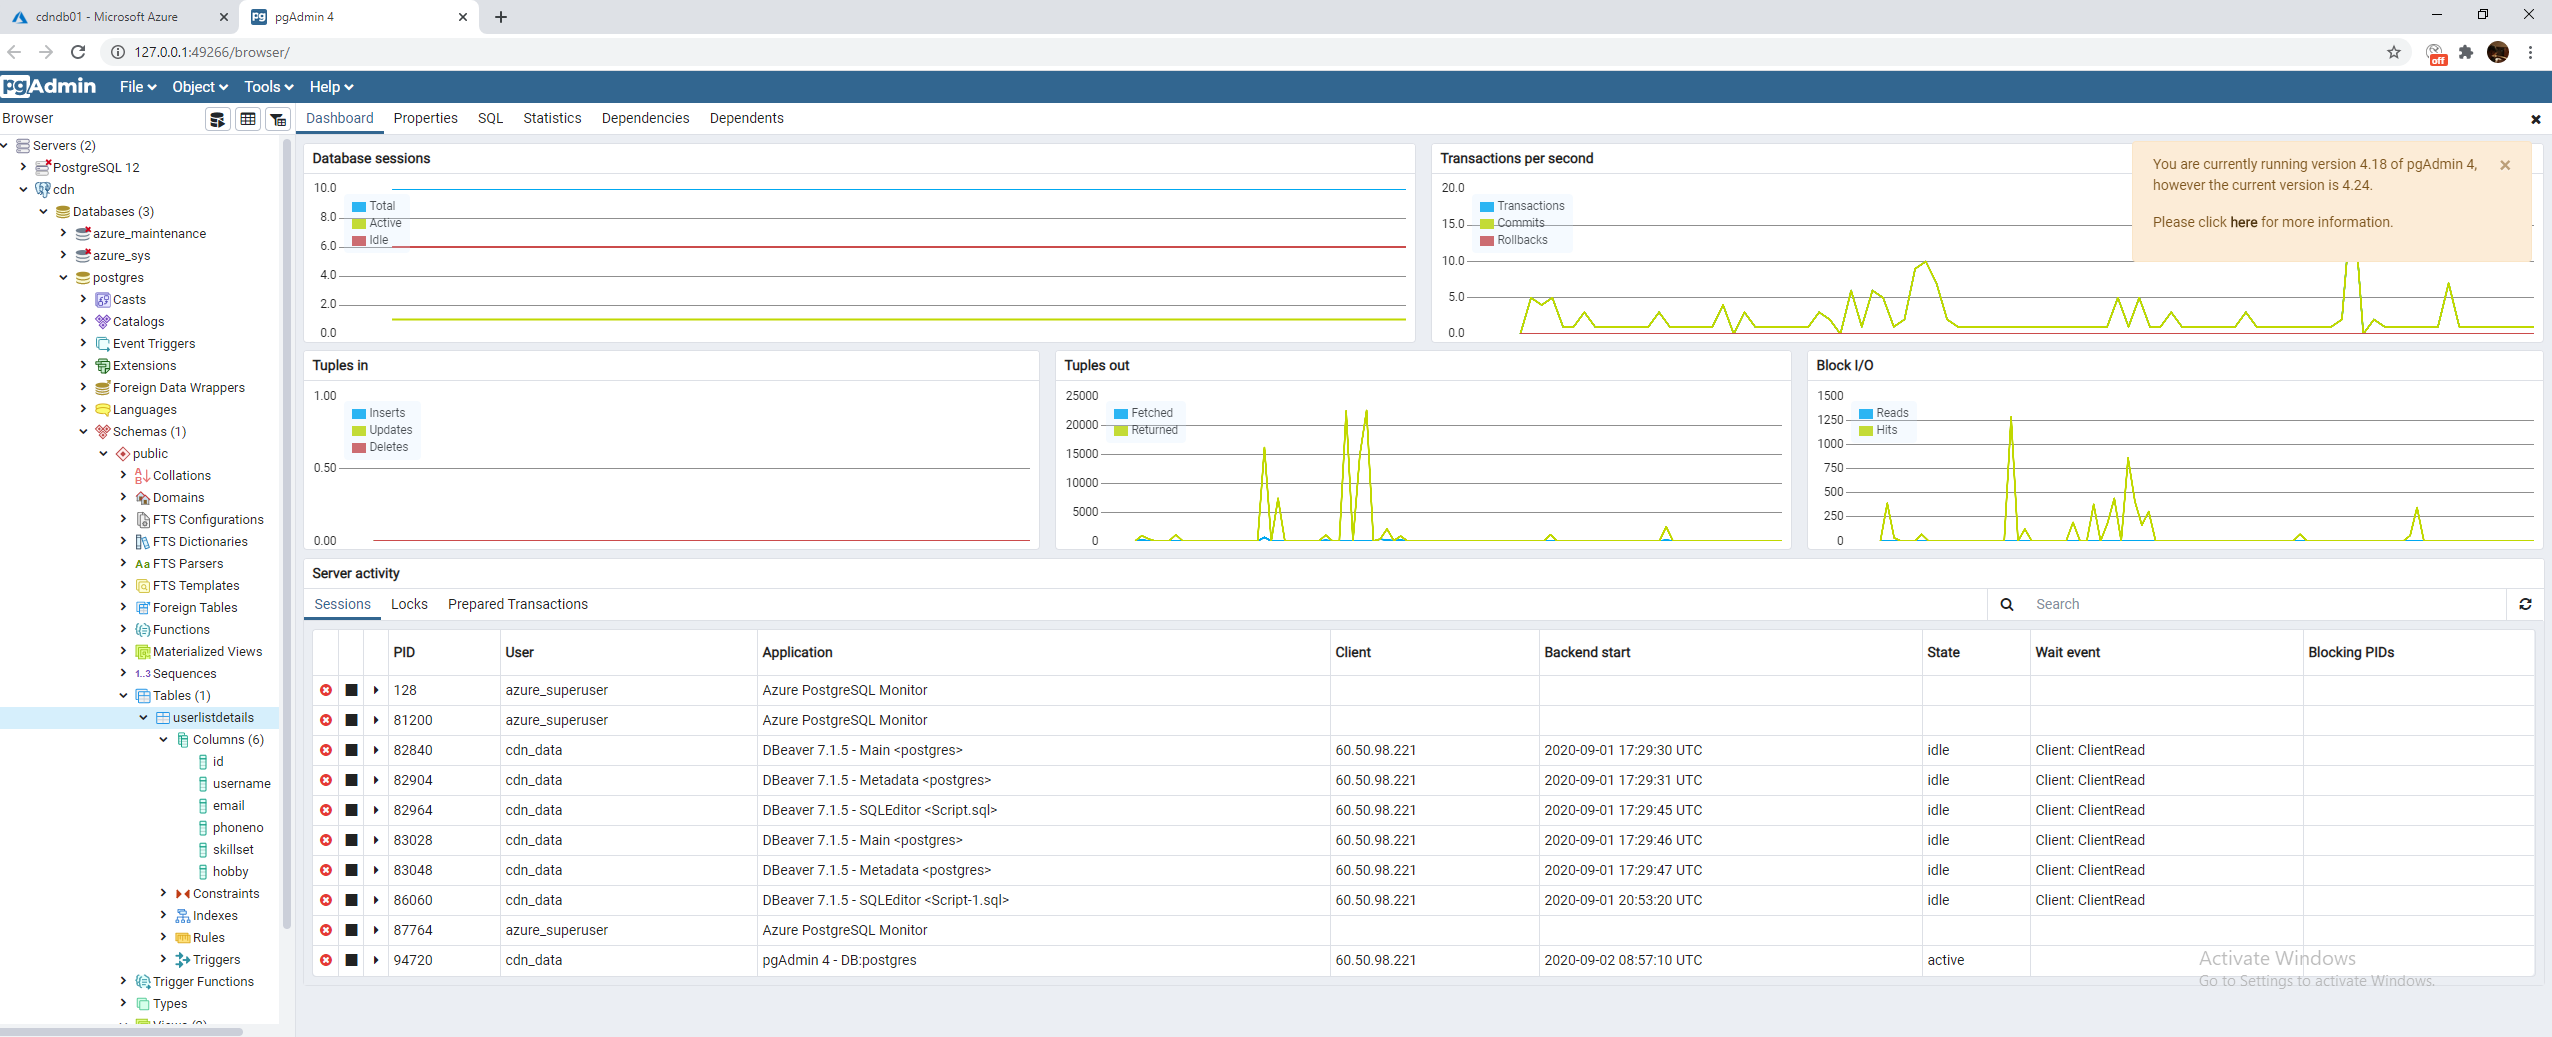 cdndb01 - Microsoft Azure
pgAdmin 4
127.0.0.1:49266/browser/
off
pgAdmin
File
Object
Tools
Help
Browser
Dashboard
Properties
SQL
Statistics
Dependencies
Dependents
Servers (2)
PostgreSQL 12
cdn
Databases (3)
azure_maintenance
azure_sys
postgres
Casts
Catalogs
Event Triggers
Extensions
Foreign Data Wrappers
Languages
Schemas (1)
public
Collations
Domains
FTS Configurations
FTS Dictionaries
Aa FTS Parsers
FTS Templates
Foreign Tables
Functions
Materialized Views
1..3 Sequences
Tables (1)
userlistdetails
Columns (6)
id
username
email
phoneno
skillset
hobby
Constraints
Indexes
Rules
Triggers
Trigger Functions
Types
Database sessions
10.0
8.0
6.0
4.0
2.0
0.0
Total
Active
Idle
Transactions per second
20.0
15.0
10.0
5.0
0.0
Transactions
Commits
Rollbacks
You are currently running version 4.18 of pgAdmin 4,
however the current version is 4.24.
Please click here for more information.
Tuples in
1.00
0.50
0.00
Inserts
Updates
Deletes
Tuples out
25000
20000
15000
10000
5000
0
Fetched
Returned
Block I/O
1500
1250
1000
750
500
250
0
Reads
Hits
Server activity
Sessions
Locks
Prepared Transactions
Search
PID User Application Client Backend start State Wait event Blocking PIDs
128 azure_superuser Azure PostgreSQL Monitor
81200 azure_superuser Azure PostgreSQL Monitor
82840 cdn_data DBeaver 7.1.5 - Main <postgres> 60.50.98.221 2020-09-01 17:29:30 UTC idle Client: ClientRead
82904 cdn_data DBeaver 7.1.5 - Metadata <postgres> 60.50.98.221 2020-09-01 17:29:31 UTC idle Client: ClientRead
82964 cdn_data DBeaver 7.1.5 - SQLEditor <Script.sql> 60.50.98.221 2020-09-01 17:29:45 UTC idle Client: ClientRead
83028 cdn_data DBeaver 7.1.5 - Main <postgres> 60.50.98.221 2020-09-01 17:29:46 UTC idle Client: ClientRead
83048 cdn_data DBeaver 7.1.5 - Metadata <postgres> 60.50.98.221 2020-09-01 17:29:47 UTC idle Client: ClientRead
86060 cdn_data DBeaver 7.1.5 - SQLEditor <Script-1.sql> 60.50.98.221 2020-09-01 20:53:20 UTC idle Client: ClientRead
87764 azure_superuser Azure PostgreSQL Monitor
94720 cdn_data pgAdmin 4 - DB:postgres 60.50.98.221 2020-09-02 08:57:10 UTC active
Activate Windows
Go to Settings to activate Windows.